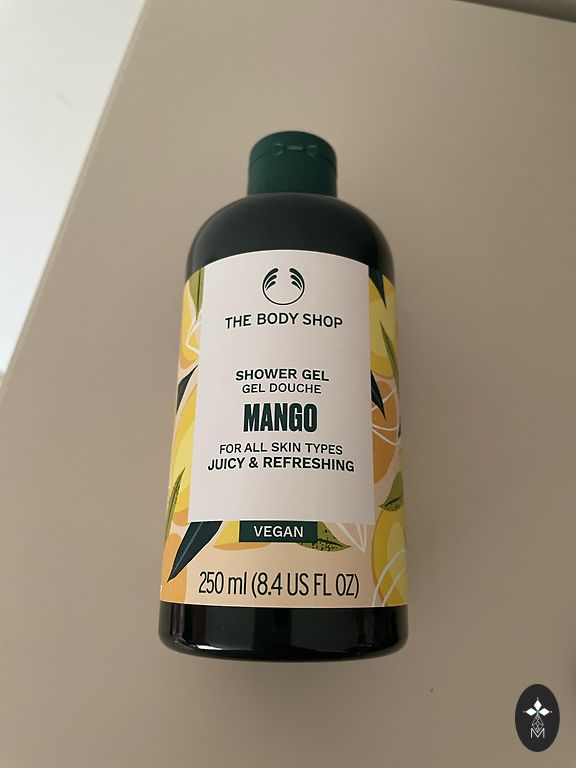 THE BODY SHOP
SHOWER GEL
GEL DOUCHE
MANGO
FOR ALL SKIN TYPES
JUICY & REFRESHING
VEGAN
250 ml (8.4 US FL OZ)
M